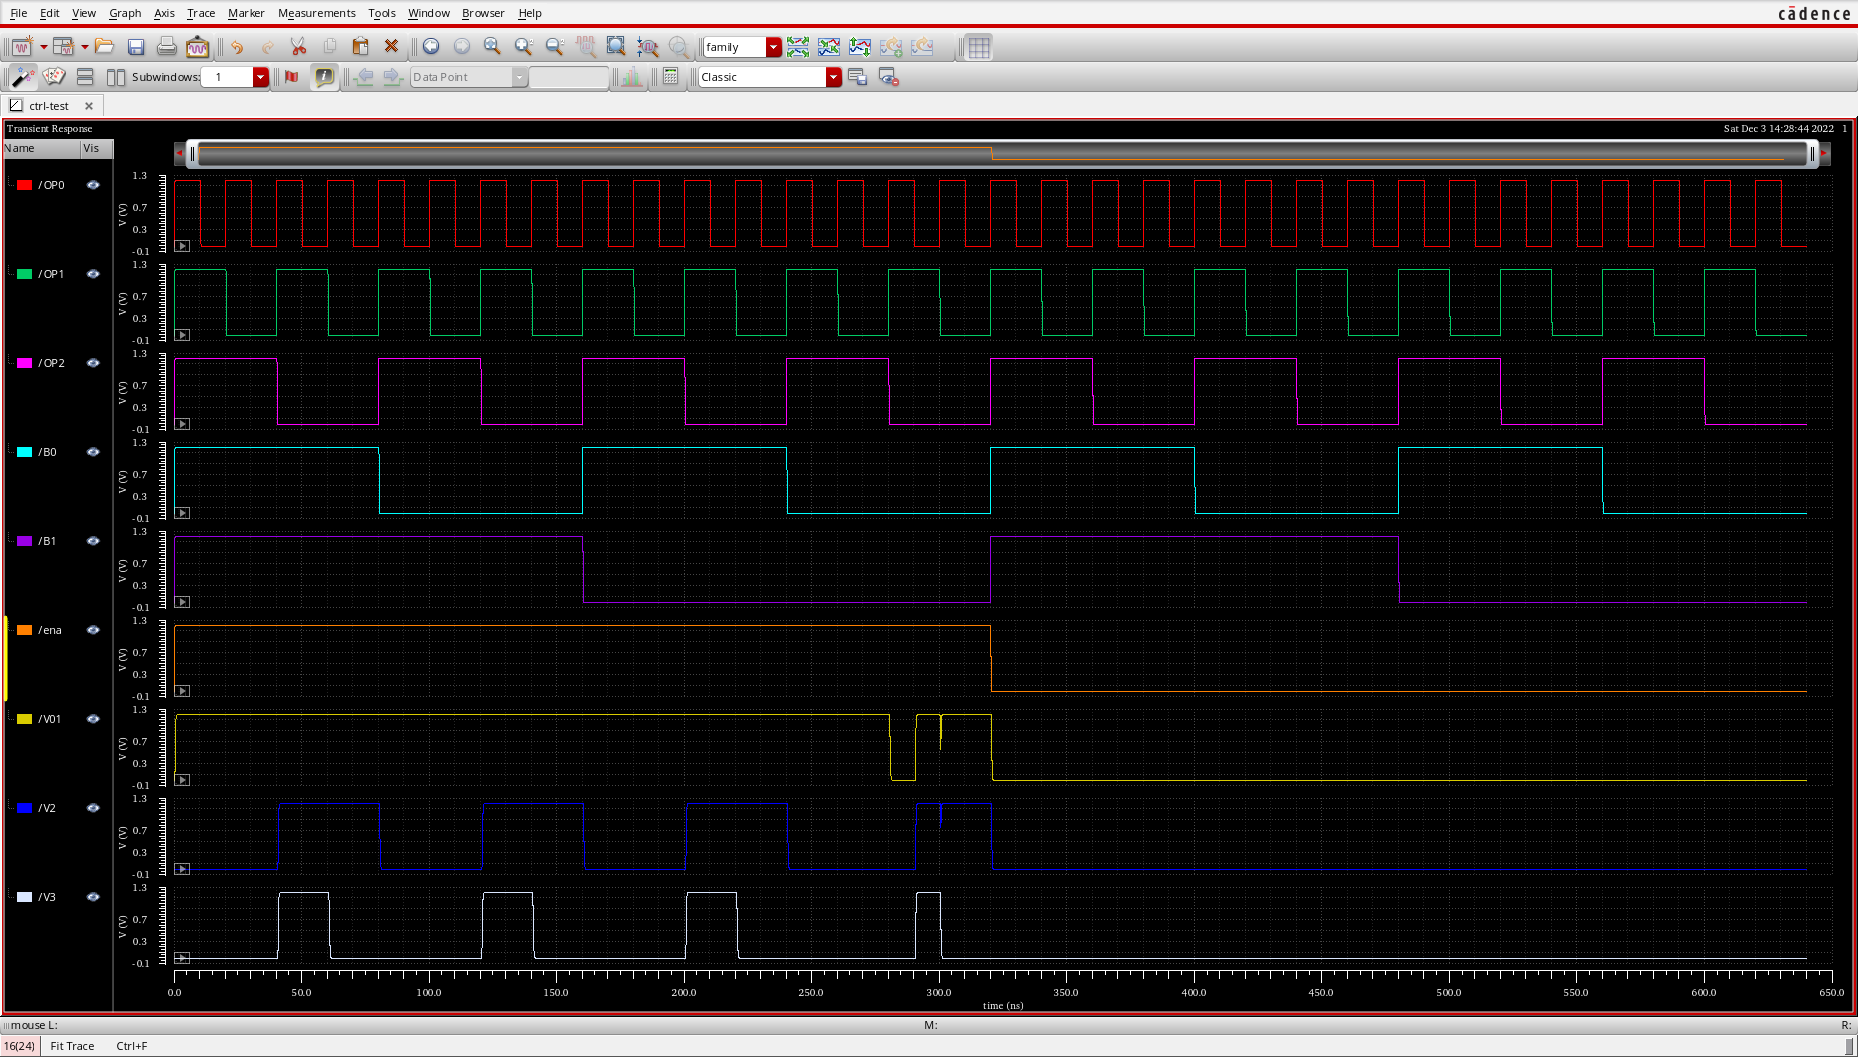 File Edit View Graph Axis Trace Marker Measurements Tools Window Browser Help
cādence
family
Subwindows: 1 Data Point Classic
ctrl-test
Transient Response Sat Dec 3 14:28:44 2022 1
Name Vis
/OP0 V (V) 1.3 0.7 0.3 -0.1
/OP1 V (V) 1.3 0.7 0.3 -0.1
/OP2 V (V) 1.3 0.7 0.3 -0.1
/B0 V (V) 1.3 0.7 0.3 -0.1
/B1 V (V) 1.3 0.7 0.3 -0.1
/ena V (V) 1.3 0.7 0.3 -0.1
/V01 V (V) 1.3 0.7 0.3 -0.1
/V2 V (V) 1.3 0.7 0.3 -0.1
/V3 V (V) 1.3 0.7 0.3 -0.1
0.0 50.0 100.0 150.0 200.0 250.0 300.0 350.0 400.0 450.0 500.0 550.0 600.0 650.0
time (ns)
mouse L: M: R:
16(24) Fit Trace Ctrl+F